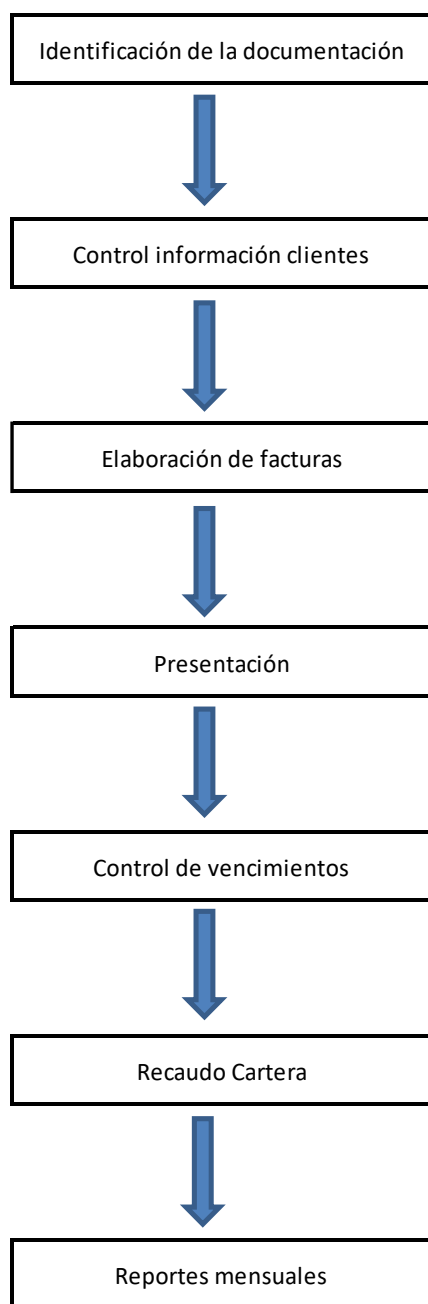 Identificación de la documentación
Control información clientes
Elaboración de facturas
Presentación
Control de vencimientos
Recaudo Cartera
Reportes mensuales